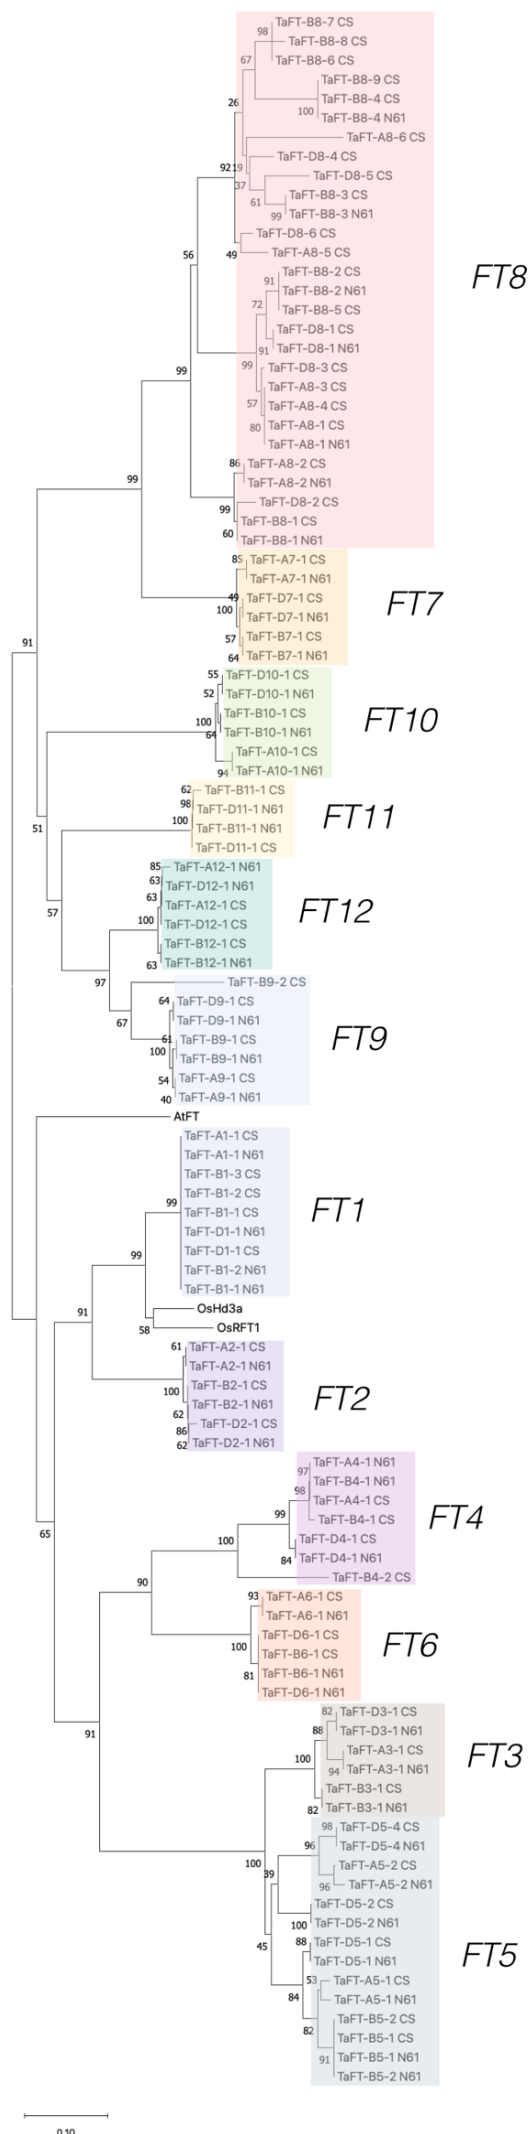 TaFT-B8-7 CS
98
TaFT-B8-8 CS
TaFT-B8-6 CS
67
TaFT-B8-9 CS
TaFT-B8-4 CS
26
100
TaFT-B8-4 N61
TaFT-A8-6 CS
TaFT-D8-4 CS
92
19
TaFT-D8-5 CS
37
TaFT-B8-3 CS
61
99
TaFT-B8-3 N61
TaFT-D8-6 CS
49
TaFT-A8-5 CS
56
TaFT-B8-2 CS
FT8
91
TaFT-B8-2 N61
72
TaFT-B8-5 CS
TaFT-D8-1 CS
91
TaFT-D8-1 N61
99
TaFT-D8-3 CS
99
TaFT-A8-3 CS
57
TaFT-A8-4 CS
80
TaFT-A8-1 CS
TaFT-A8-1 N61
86
TaFT-A8-2 CS
99
TaFT-A8-2 N61
99
TaFT-D8-2 CS
TaFT-B8-1 CS
60
TaFT-B8-1 N61
85
TaFT-A7-1 CS
TaFT-A7-1 N61
49
TaFT-D7-1 CS
FT7
100
TaFT-D7-1 N61
57
TaFT-B7-1 CS
91
64
TaFT-B7-1 N61
55
TaFT-D10-1 CS
52
TaFT-D10-1 N61
TaFT-B10-1 CS
FT10
100
64
TaFT-B10-1 N61
TaFT-A10-1 CS
94
TaFT-A10-1 N61
62
TaFT-B11-1 CS
98
TaFT-D11-1 N61
FT11
51
100
TaFT-B11-1 N61
TaFT-D11-1 CS
85
TaFT-A12-1 N61
63
TaFT-D12-1 N61
63
TaFT-A12-1 CS
FT12
57
100
TaFT-D12-1 CS
TaFT-B12-1 CS
63
TaFT-B12-1 N61
97
TaFT-B9-2 CS
64
TaFT-D9-1 CS
67
TaFT-D9-1 N61
61
TaFT-B9-1 CS
FT9
100
TaFT-B9-1 N61
54
TaFT-A9-1 CS
40
TaFT-A9-1 N61
AtFT
TaFT-A1-1 CS
TaFT-A1-1 N61
TaFT-B1-3 CS
TaFT-B1-2 CS
99
TaFT-B1-1 CS
FT1
TaFT-D1-1 N61
99
TaFT-D1-1 CS
TaFT-B1-2 N61
TaFT-B1-1 N61
91
OsHd3a
58
OsRFT1
61
TaFT-A2-1 CS
TaFT-A2-1 N61
100
TaFT-B2-1 CS
FT2
62
TaFT-B2-1 N61
86
TaFT-D2-1 CS
62
TaFT-D2-1 N61
TaFT-A4-1 N61
97
TaFT-B4-1 N61
98
TaFT-A4-1 CS
FT4
99
TaFT-B4-1 CS
65
100
TaFT-D4-1 CS
84
TaFT-D4-1 N61
TaFT-B4-2 CS
90
93
TaFT-A6-1 CS
TaFT-A6-1 N61
TaFT-D6-1 CS
FT6
100
TaFT-B6-1 CS
81
TaFT-B6-1 N61
TaFT-D6-1 N61
82
TaFT-D3-1 CS
88
TaFT-D3-1 N61
91
TaFT-A3-1 CS
FT3
100
94
TaFT-A3-1 N61
TaFT-B3-1 CS
82
TaFT-B3-1 N61
98
TaFT-D5-4 CS
96
TaFT-D5-4 N61
100
TaFT-A5-2 CS
39
96
TaFT-A5-2 N61
TaFT-D5-2 CS
100
TaFT-D5-2 N61
45
88
TaFT-D5-1 CS
FT5
TaFT-D5-1 N61
53
TaFT-A5-1 CS
84
TaFT-A5-1 N61
82
TaFT-B5-2 CS
TaFT-B5-1 CS
91
TaFT-B5-1 N61
TaFT-B5-2 N61
0.10